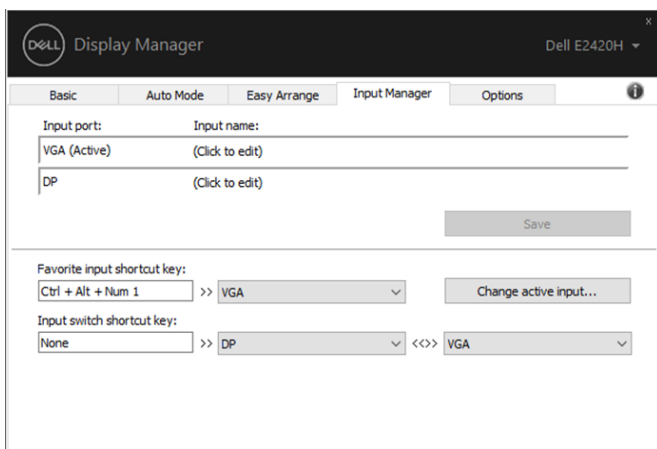 x
DELL Display Manager Dell E2420H
Basic Auto Mode Easy Arrange Input Manager Options i
Input port: Input name:
VGA (Active) (Click to edit)
DP (Click to edit)
Save
Favorite input shortcut key:
Ctrl + Alt + Num 1 >> VGA Change active input...
Input switch shortcut key:
None >> DP <<>> VGA